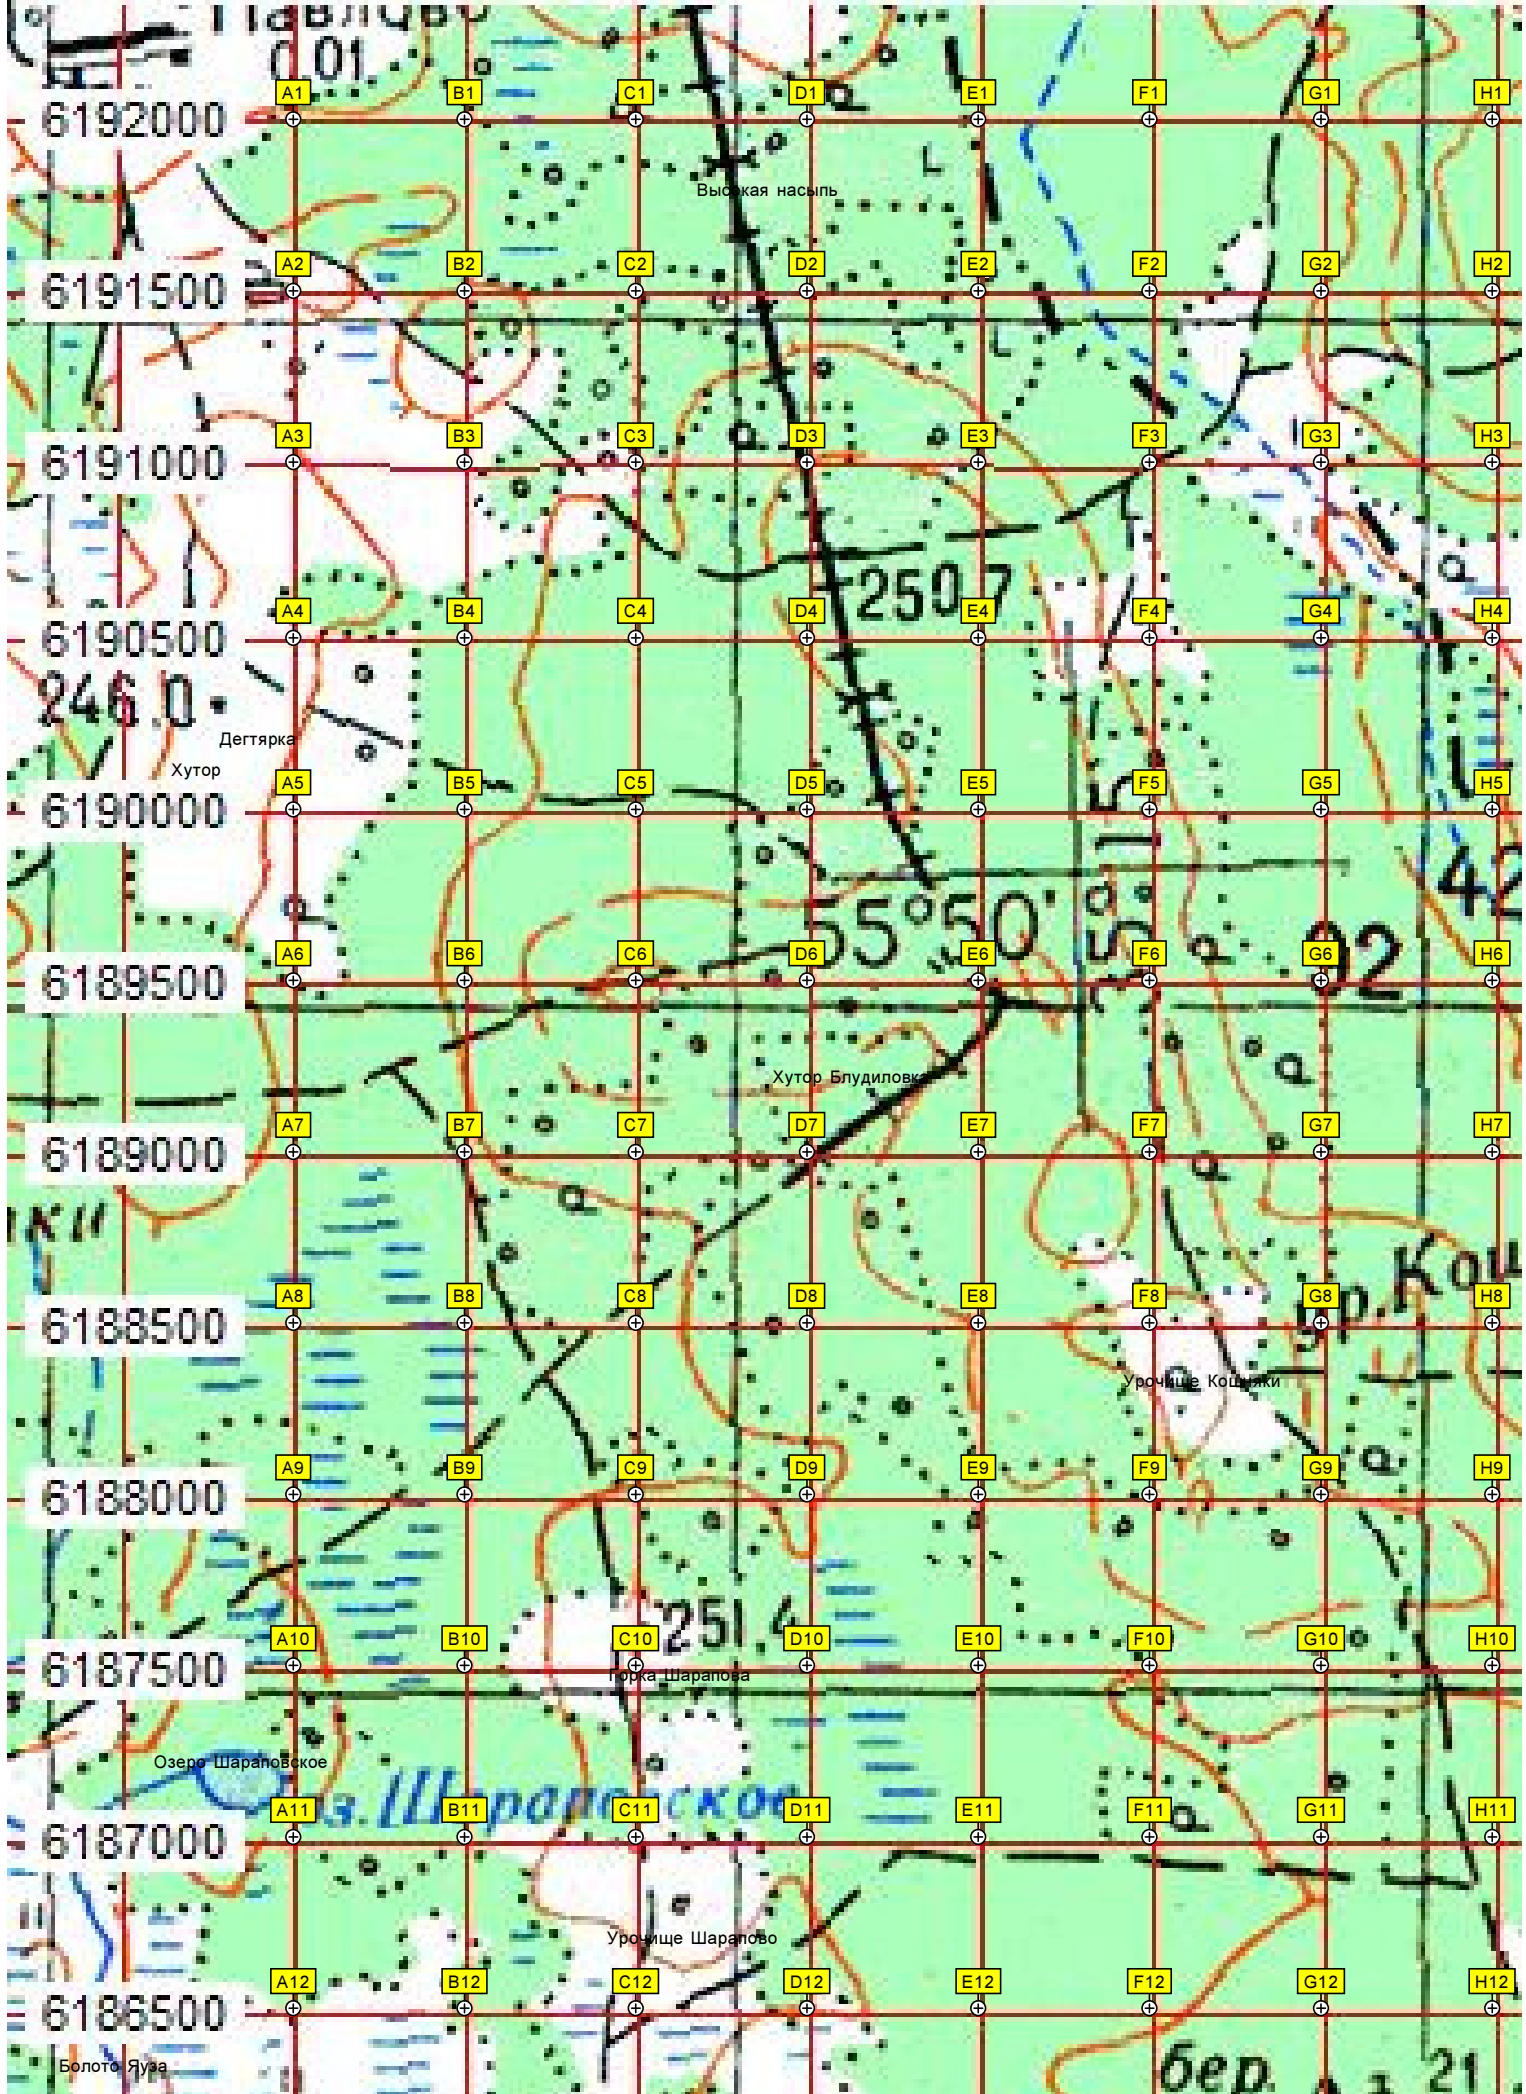 0.01
A1 B1 C1 D1 E1 F1 G1 H1
6192000
Высокая насыпь
A2 B2 C2 D2 E2 F2 G2 H2
6191500
A3 B3 C3 D3 E3 F3 G3 H3
6191000
250.7
A4 B4 C4 D4 E4 F4 G4 H4
6190500
246.0
Дегтярка
Хутор
A5 B5 C5 D5 E5 F5 G5 H5
6190000
42
55°50'
92
A6 B6 C6 D6 E6 F6 G6 H6
6189500
Хутор Блудиловка
A7 B7 C7 D7 E7 F7 G7 H7
6189000
ки
ур. Кош
A8 B8 C8 D8 E8 F8 G8 H8
6188500
Урочище Кошняки
A9 B9 C9 D9 E9 F9 G9 H9
6188000
251.4
A10 B10 C10 D10 E10 F10 G10 H10
6187500
Горка Шарапова
Озеро Шараповское
оз. Шараповское
A11 B11 C11 D11 E11 F11 G11 H11
6187000
Урочище Шарапово
A12 B12 C12 D12 E12 F12 G12 H12
6186500
Болото Яуза
бер.
21